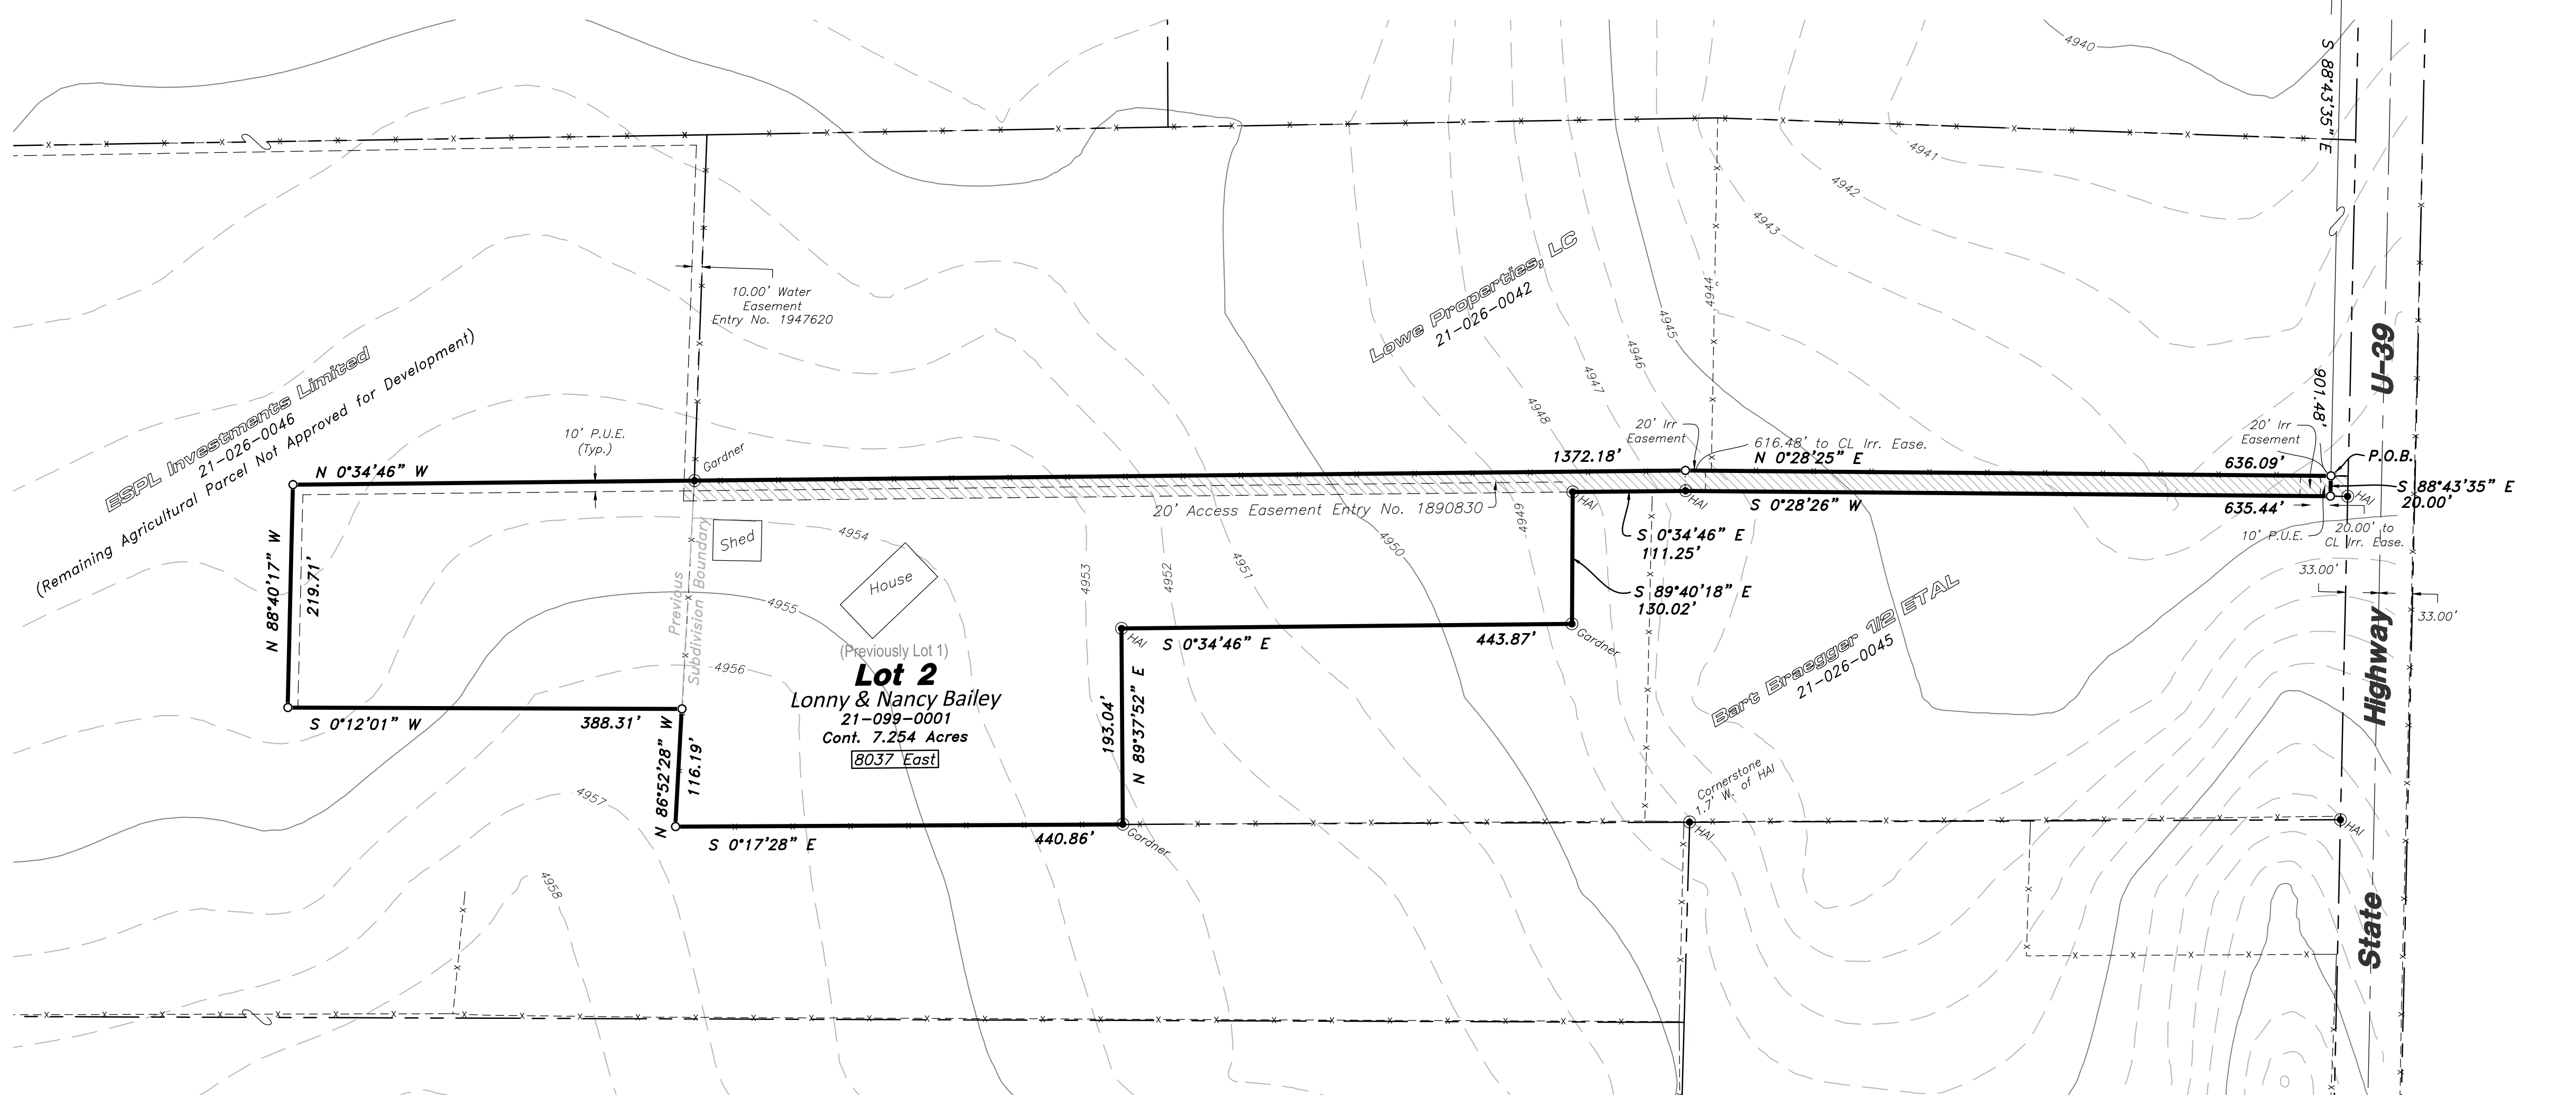 4940
S 88°43'35" E
4941
4942
4943
10.00' Water
Easement
Entry No. 1947620
Lowe Properties, LC
21-026-0042
4944
4945
4946
4947
4948
U-39
ESPL Investments Limited
21-026-0046
(Remaining Agricultural Parcel Not Approved for Development)
10' P.U.E.
(Typ.)
Gardner
20' Irr
Easement
616.48' to CL Irr. Ease.
901.48'
20' Irr
Easement
N 0°34'46" W
1372.18'
N 0°28'25" E
636.09'
P.O.B.
S 88°43'35" E
20.00'
HAI
HAI
HAI
20' Access Easement Entry No. 1890830
S 0°28'26" W
635.44'
10' P.U.E.
20.00' to
CL Irr. Ease.
S 0°34'46" E
111.25'
4949
4950
4951
4952
4953
4954
4955
4956
Shed
House
Previous
Subdivision Boundary
N 88°40'17" W
219.71'
S 89°40'18" E
130.02'
33.00'
33.00'
Bart Braegger 1/2 ETAL
21-026-0045
Highway
HAI
S 0°34'46" E
443.87'
Gardner
(Previously Lot 1)
Lot 2
Lonny & Nancy Bailey
21-099-0001
Cont. 7.254 Acres
8037 East
S 0°12'01" W
388.31'
N 86°52'28" W
116.19'
193.04'
N 89°37'52" E
Cornerstone
1.7' W. of HAI
HAI
HAI
4957
S 0°17'28" E
440.86'
Gardner
4958
State